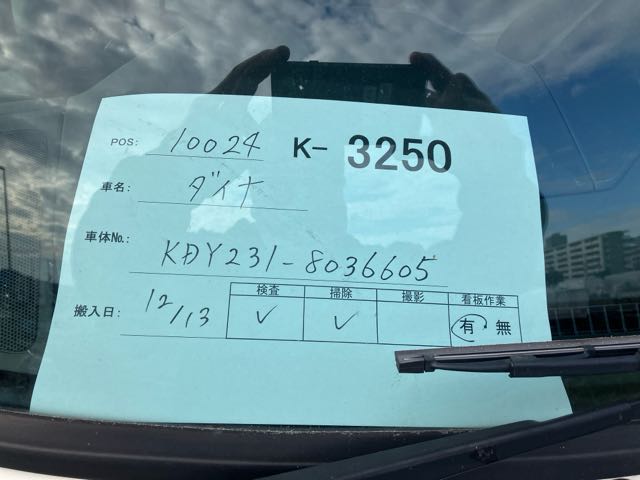 POS: 10024 K- 3250
車名: ダイナ
車体No.: KDY231-8036605
搬入日: 12/13
検査 掃除 撮影 看板作業
✓ ✓ 有 無